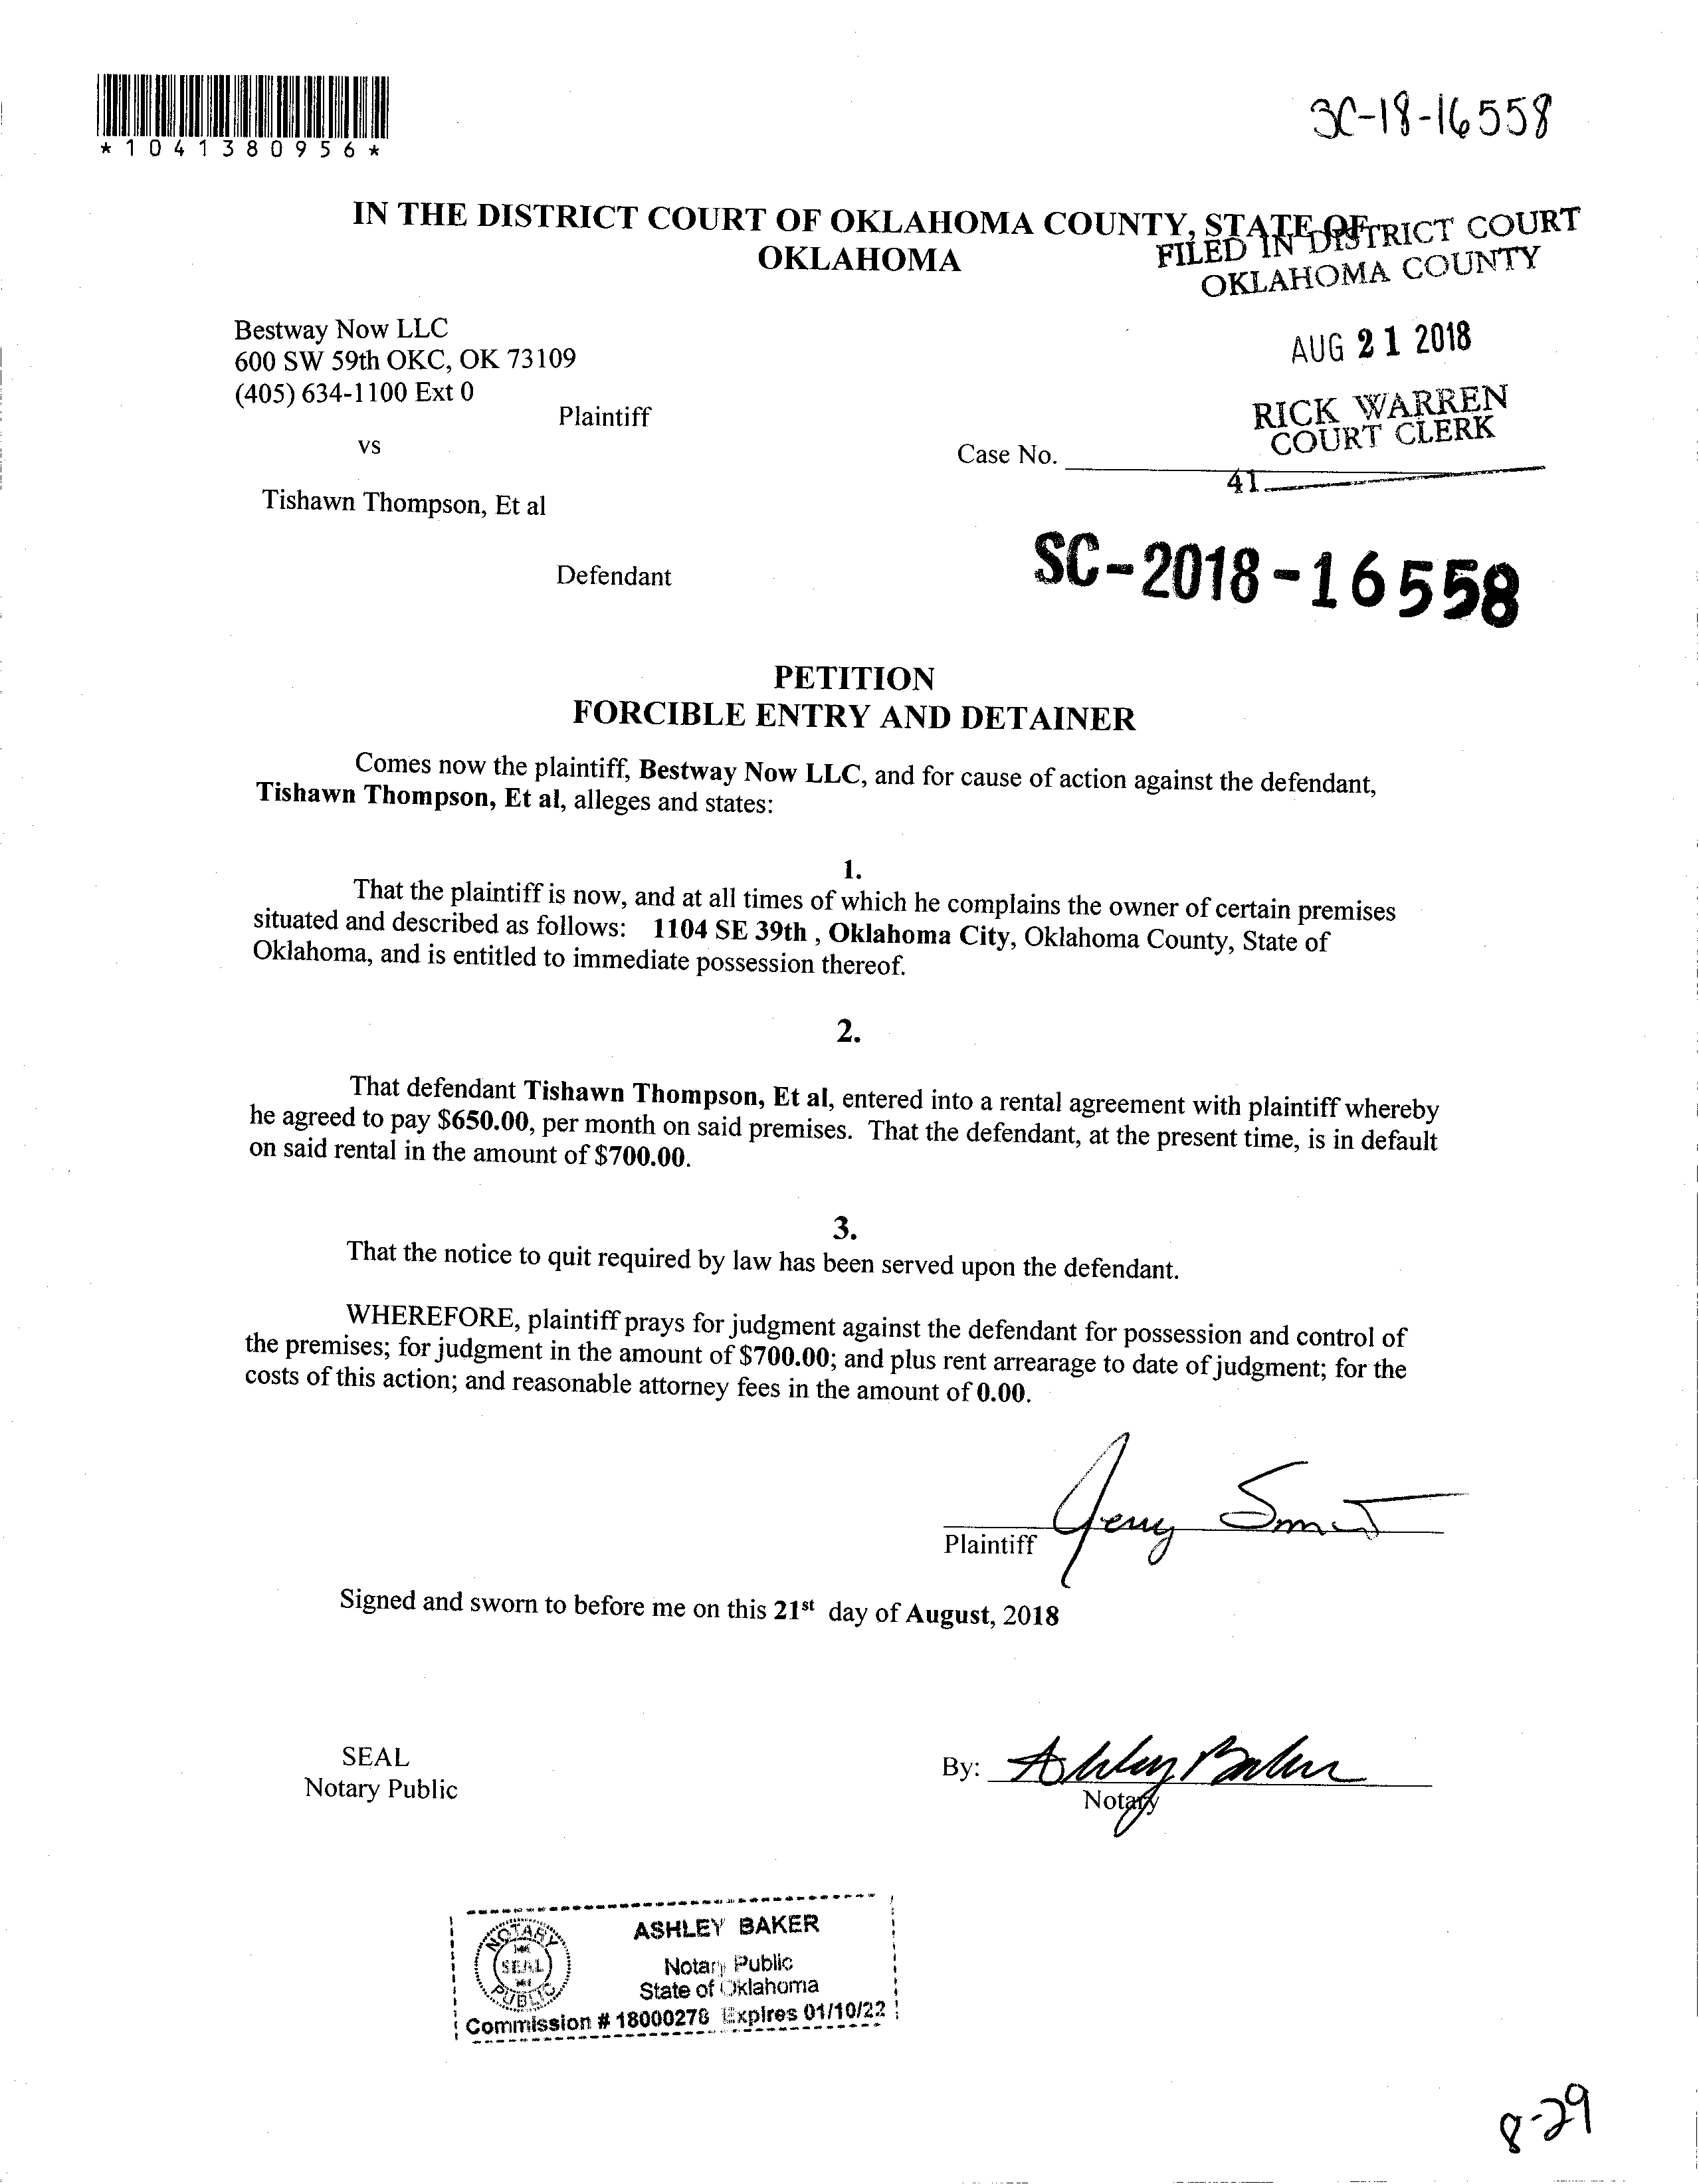 *1041380956*
SC-18-16558
IN THE DISTRICT COURT OF OKLAHOMA COUNTY, STATE OF
OKLAHOMA
FILED IN DISTRICT COURT
OKLAHOMA COUNTY
Bestway Now LLC
600 SW 59th OKC, OK 73109
(405) 634-1100 Ext 0
Plaintiff
AUG 21 2018
RICK WARREN
COURT CLERK
vs
Case No.
41
Tishawn Thompson, Et al
Defendant
SC-2018-16558
PETITION
FORCIBLE ENTRY AND DETAINER
Comes now the plaintiff, Bestway Now LLC, and for cause of action against the defendant,
Tishawn Thompson, Et al, alleges and states:
1.
That the plaintiff is now, and at all times of which he complains the owner of certain premises
situated and described as follows: 1104 SE 39th , Oklahoma City, Oklahoma County, State of
Oklahoma, and is entitled to immediate possession thereof.
2.
That defendant Tishawn Thompson, Et al, entered into a rental agreement with plaintiff whereby
he agreed to pay $650.00, per month on said premises. That the defendant, at the present time, is in default
on said rental in the amount of $700.00.
3.
That the notice to quit required by law has been served upon the defendant.
WHEREFORE, plaintiff prays for judgment against the defendant for possession and control of
the premises; for judgment in the amount of $700.00; and plus rent arrearage to date of judgment; for the
costs of this action; and reasonable attorney fees in the amount of 0.00.
Jerry
Plaintiff
Signed and sworn to before me on this 21st day of August, 2018
SEAL
Notary Public
By: Ashley Baker
Notary
NOTARY
SEAL
PUBLIC
ASHLEY BAKER
Notary Public
State of Oklahoma
Commission # 18000278 Expires 01/10/22
8-29